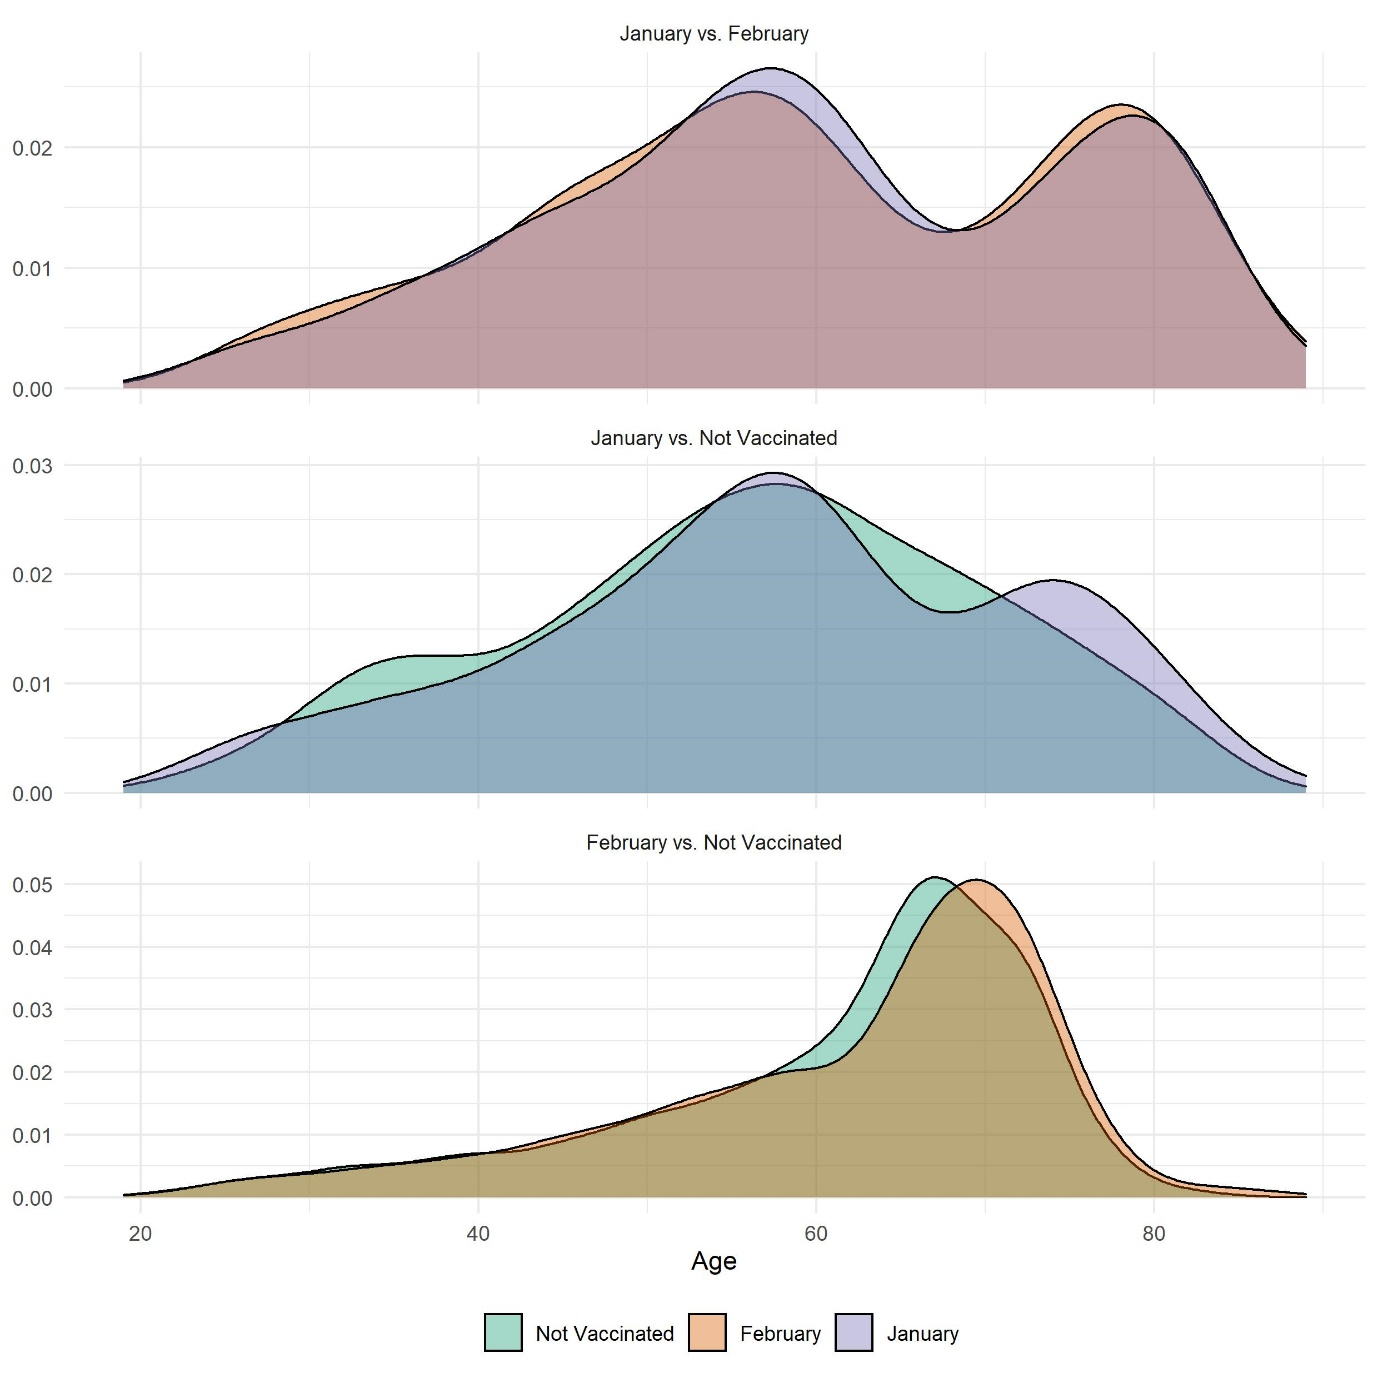 January vs. February
0.02
0.01
0.00
January vs. Not Vaccinated
0.03
0.02
0.01
0.00
February vs. Not Vaccinated
0.05
0.04
0.03
0.02
0.01
0.00
20 40 60 80
Age
Not Vaccinated February January